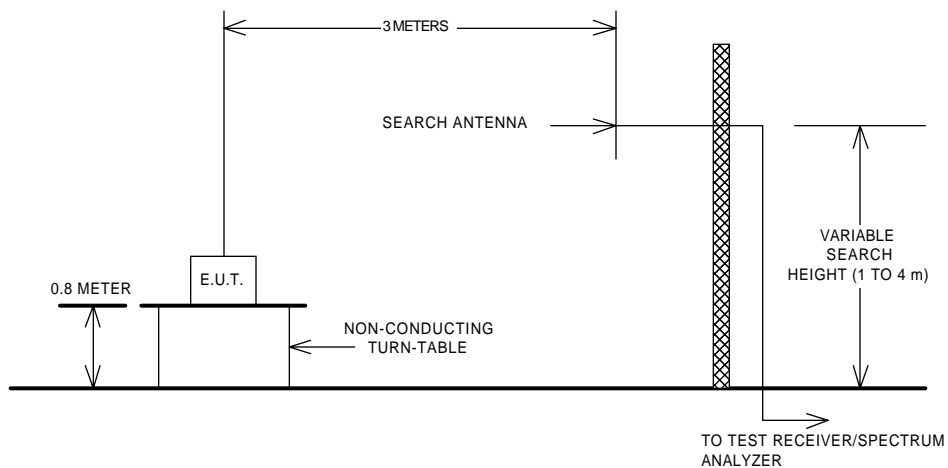 3 METERS
SEARCH ANTENNA
VARIABLE
SEARCH
HEIGHT (1 TO 4 m)
E.U.T.
0.8 METER
NON-CONDUCTING
TURN-TABLE
TO TEST RECEIVER/SPECTRUM
ANALYZER